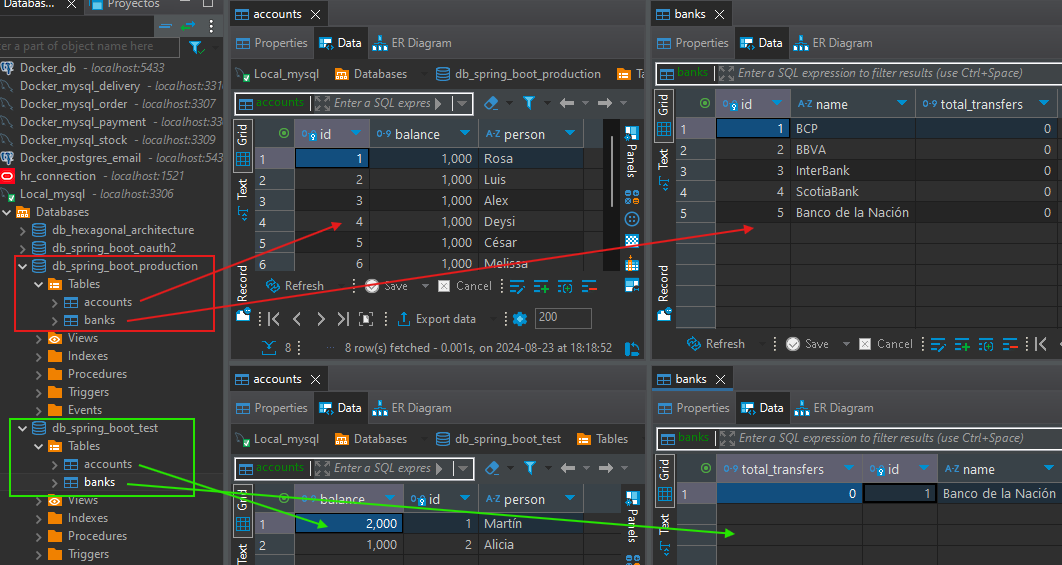 Databas...
Proyectos
er a part of object name here
Docker_db - localhost:5433
Docker_mysql_delivery - localhost:331
Docker_mysql_order - localhost:3307
Docker_mysql_payment - localhost:33
Docker_mysql_stock - localhost:3309
Docker_postgres_email - localhost:543
hr_connection - localhost:1521
Local_mysql - localhost:3306
Databases
db_hexagonal_architecture
db_spring_boot_oauth2
db_spring_boot_production
Tables
accounts
banks
Views
Indexes
Procedures
Triggers
Events
db_spring_boot_test
Tables
accounts
banks
Views
Indexes
Procedures
Triggers
accounts
Properties Data ER Diagram
Local_mysql Databases db_spring_boot_production Ta
accounts Enter a SQL expres
Grid
Text
Record
Panels
id balance person
1 1 1,000 Rosa
2 2 1,000 Luis
3 3 1,000 Alex
4 4 1,000 Deysi
5 5 1,000 César
6 6 1,000 Melissa
Refresh Save Cancel
Export data 200
8 8 row(s) fetched - 0.001s, on 2024-08-23 at 18:18:52
banks
Properties Data ER Diagram
banks Enter a SQL expression to filter results (use Ctrl+Space)
Grid
Text
Record
id name total_transfers
1 1 BCP 0
2 2 BBVA 0
3 3 InterBank 0
4 4 ScotiaBank 0
5 5 Banco de la Nación 0
Refresh Save Cancel
accounts
Properties Data ER Diagram
Local_mysql Databases db_spring_boot_test Tables
accounts Enter a SQL expres
Grid
Text
Panels
balance id person
1 2,000 1 Martín
2 1,000 2 Alicia
banks
Properties Data ER Diagram
banks Enter a SQL expression to filter results (use Ctrl+Space)
Grid
Text
total_transfers id name
1 0 1 Banco de la Nación